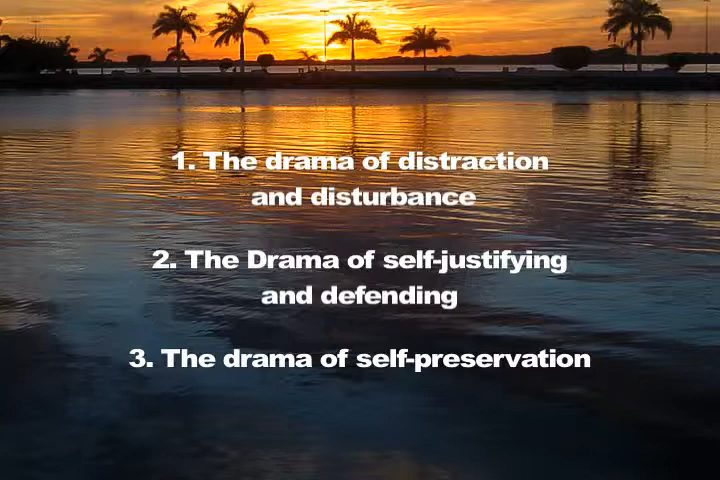 1. The drama of distraction
and disturbance
2. The Drama of self-justifying
and defending
3. The drama of self-preservation